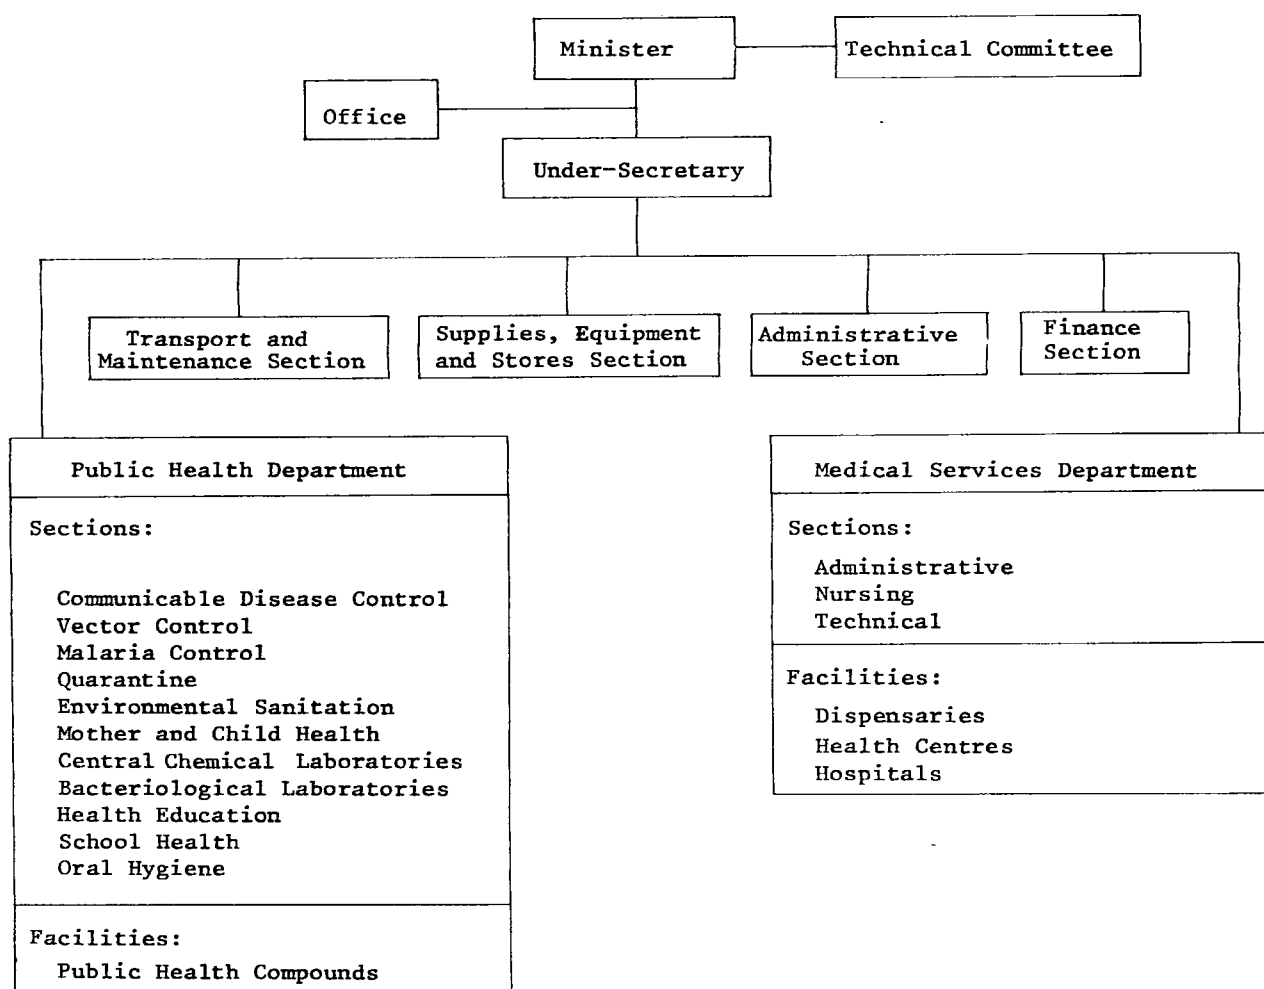 Minister
Technical Committee
Office
Under-Secretary
Transport and
Maintenance Section
Supplies, Equipment
and Stores Section
Administrative
Section
Finance
Section
Public Health Department
Sections:
Communicable Disease Control
Vector Control
Malaria Control
Quarantine
Environmental Sanitation
Mother and Child Health
Central Chemical Laboratories
Bacteriological Laboratories
Health Education
School Health
Oral Hygiene
Facilities:
Public Health Compounds
Medical Services Department
Sections:
Administrative
Nursing
Technical
Facilities:
Dispensaries
Health Centres
Hospitals